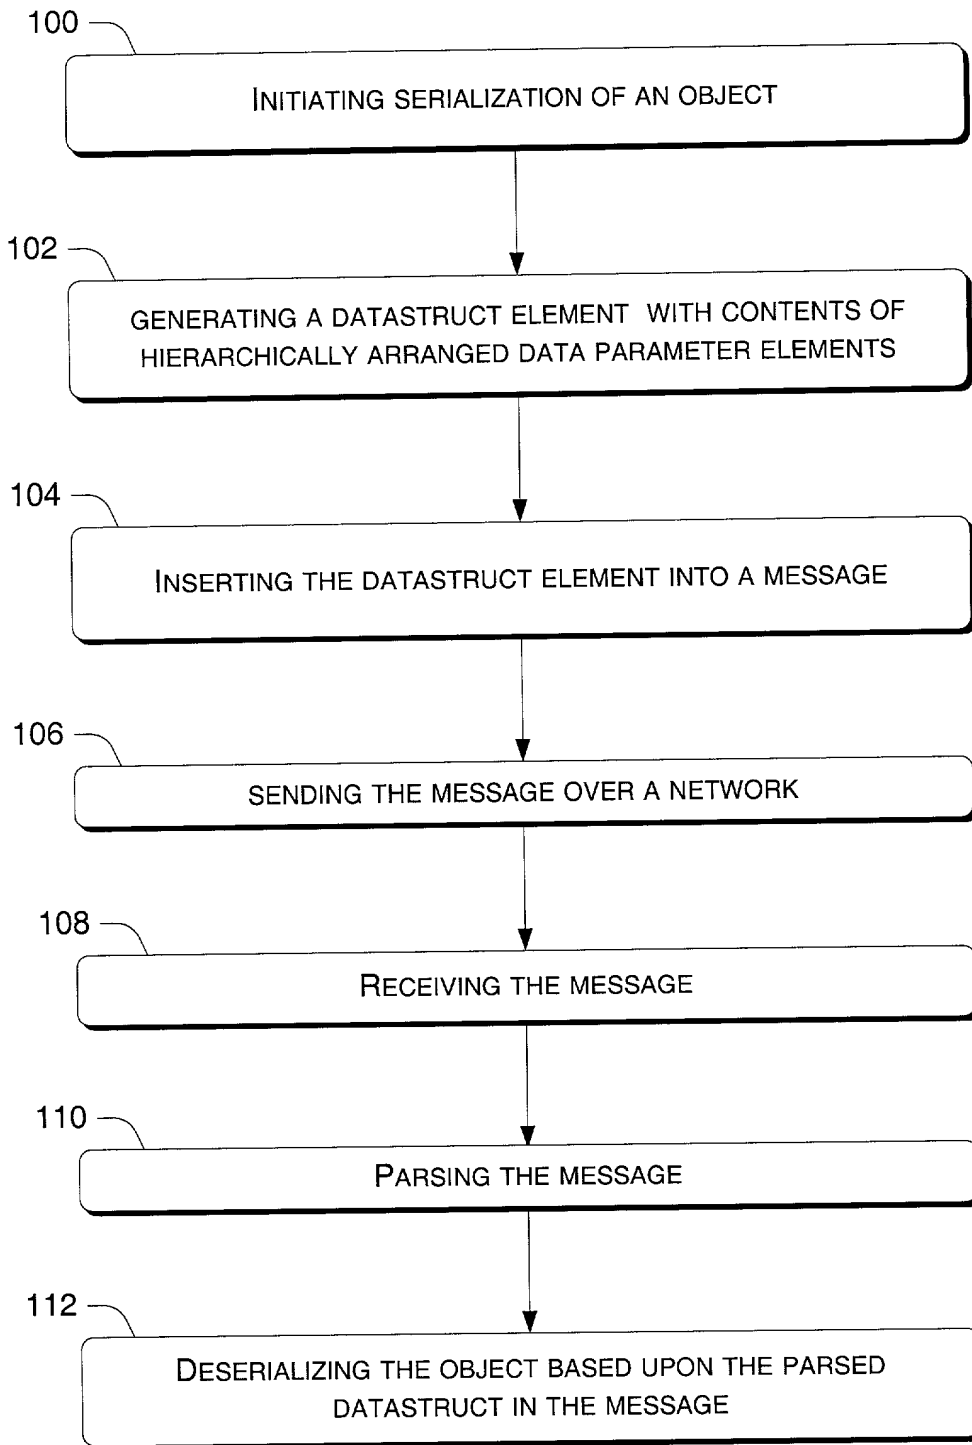 100
INITIATING SERIALIZATION OF AN OBJECT
102
GENERATING A DATASTRUCT ELEMENT WITH CONTENTS OF
HIERARCHICALLY ARRANGED DATA PARAMETER ELEMENTS
104
INSERTING THE DATASTRUCT ELEMENT INTO A MESSAGE
106
SENDING THE MESSAGE OVER A NETWORK
108
RECEIVING THE MESSAGE
110
PARSING THE MESSAGE
112
DESERIALIZING THE OBJECT BASED UPON THE PARSED
DATASTRUCT IN THE MESSAGE